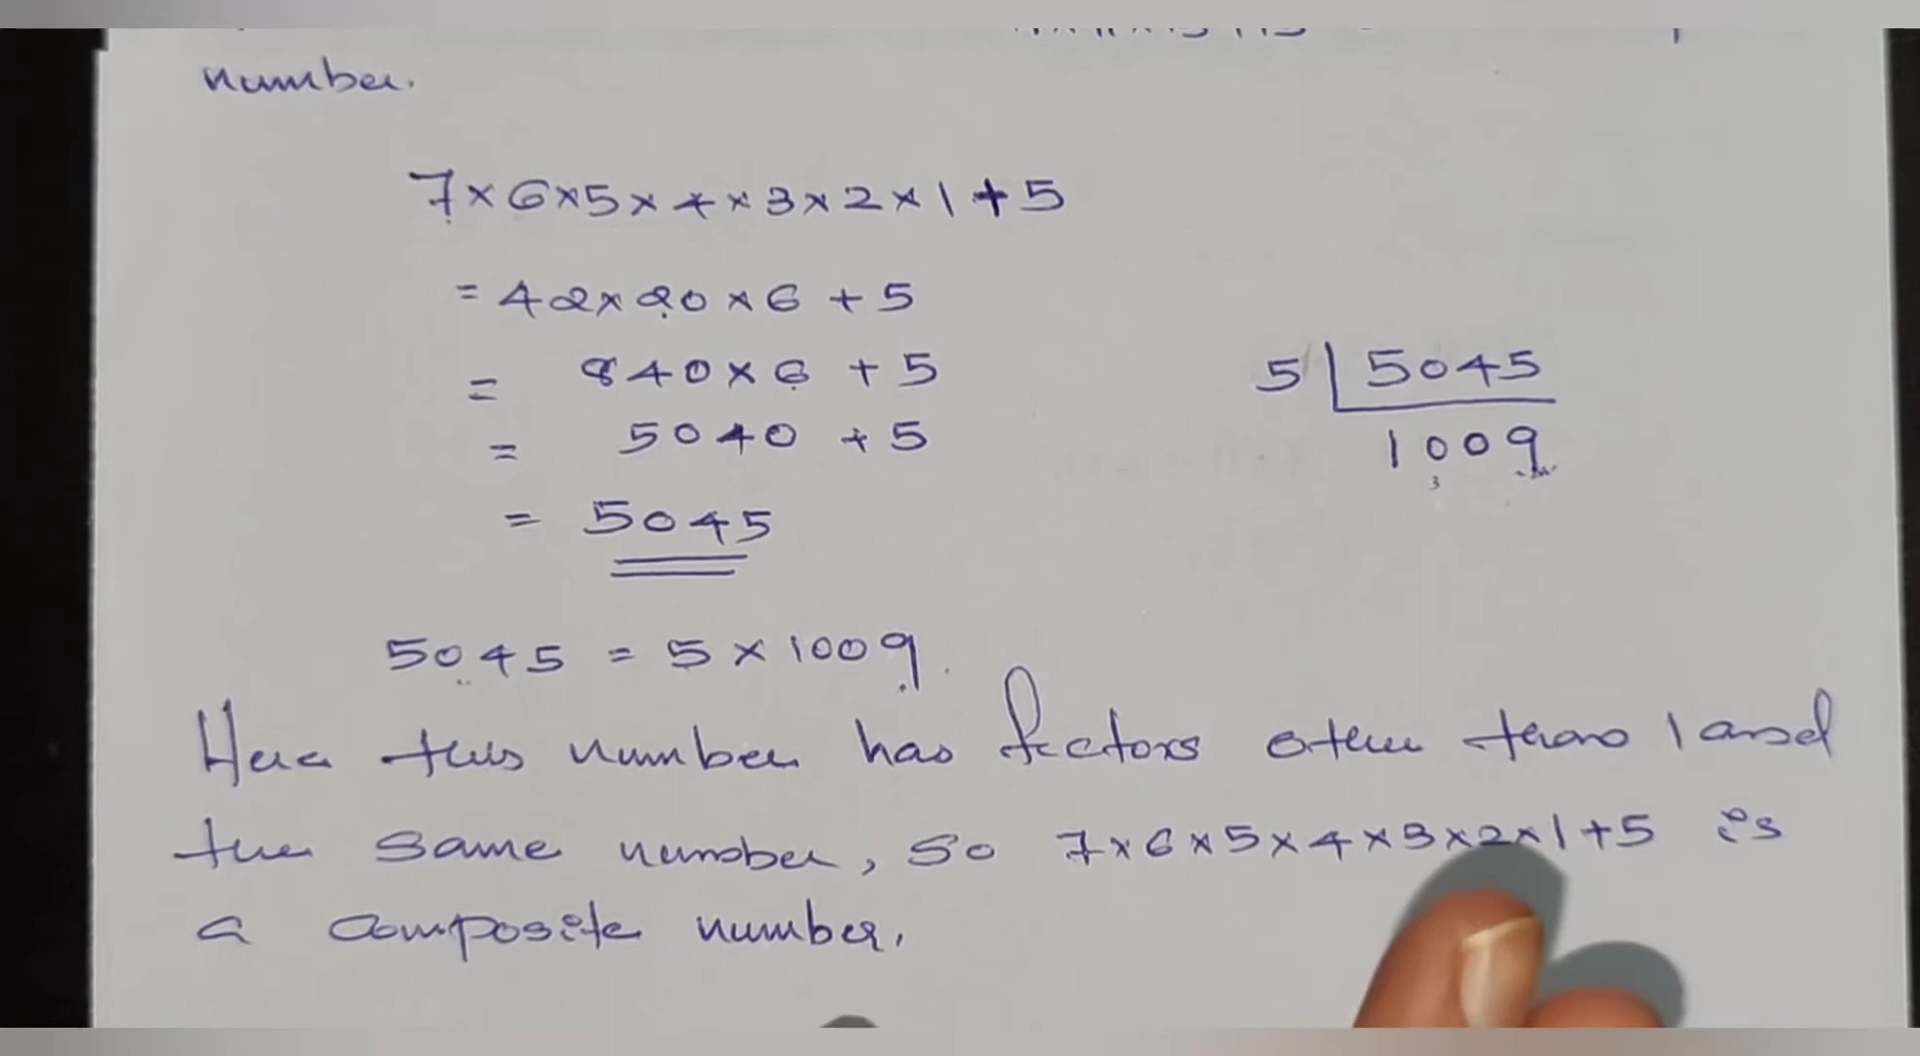 number.
7×6×5×4×3×2×1+5
= 42×20×6 + 5
= 840×6 + 5
= 5040 + 5
= 5045
5 | 5045
1009
5045 = 5 × 1009
Here this number has factors other than 1 and
the same number, so 7×6×5×4×3×2×1+5 is
a composite number.